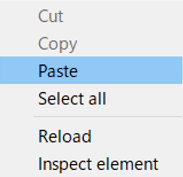 Cut
Copy
Paste
Select all
Reload
Inspect element